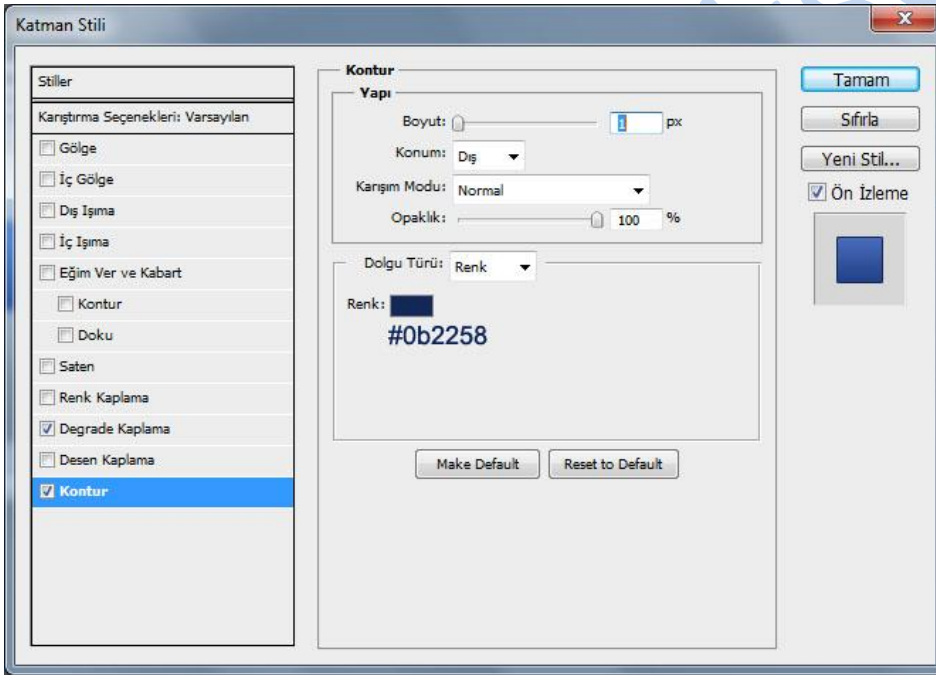 Katman Stili
Stiller
Karıştırma Seçenekleri: Varsayılan
Gölge
İç Gölge
Dış Işıma
İç Işıma
Eğim Ver ve Kabart
Kontur
Doku
Saten
Renk Kaplama
Degrade Kaplama
Desen Kaplama
Kontur
Kontur
Yapı
Boyut: 1 px
Konum: Dış
Karışım Modu: Normal
Opaklık: 100 %
Dolgu Türü: Renk
Renk:
#0b2258
Make Default Reset to Default
Tamam
Sıfırla
Yeni Stil...
Ön İzleme